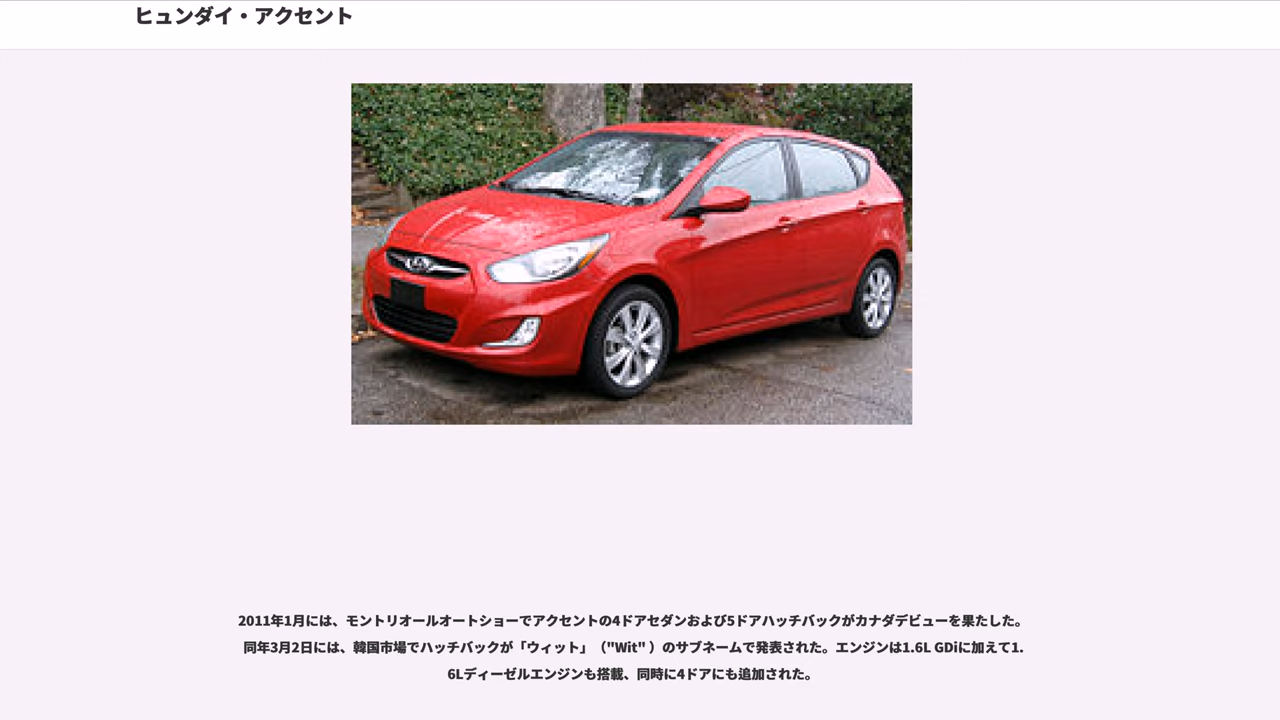 ヒュンダイ・アクセント
2011年1月には、モントリオールオートショーでアクセントの4ドアセダンおよび5ドアハッチバックがカナダデビューを果たした。
同年3月2日には、韓国市場でハッチバックが「ウィット」（"Wit" ）のサブネームで発表された。エンジンは1.6L GDiに加えて1.
6Lディーゼルエンジンも搭載、同時に4ドアにも追加された。